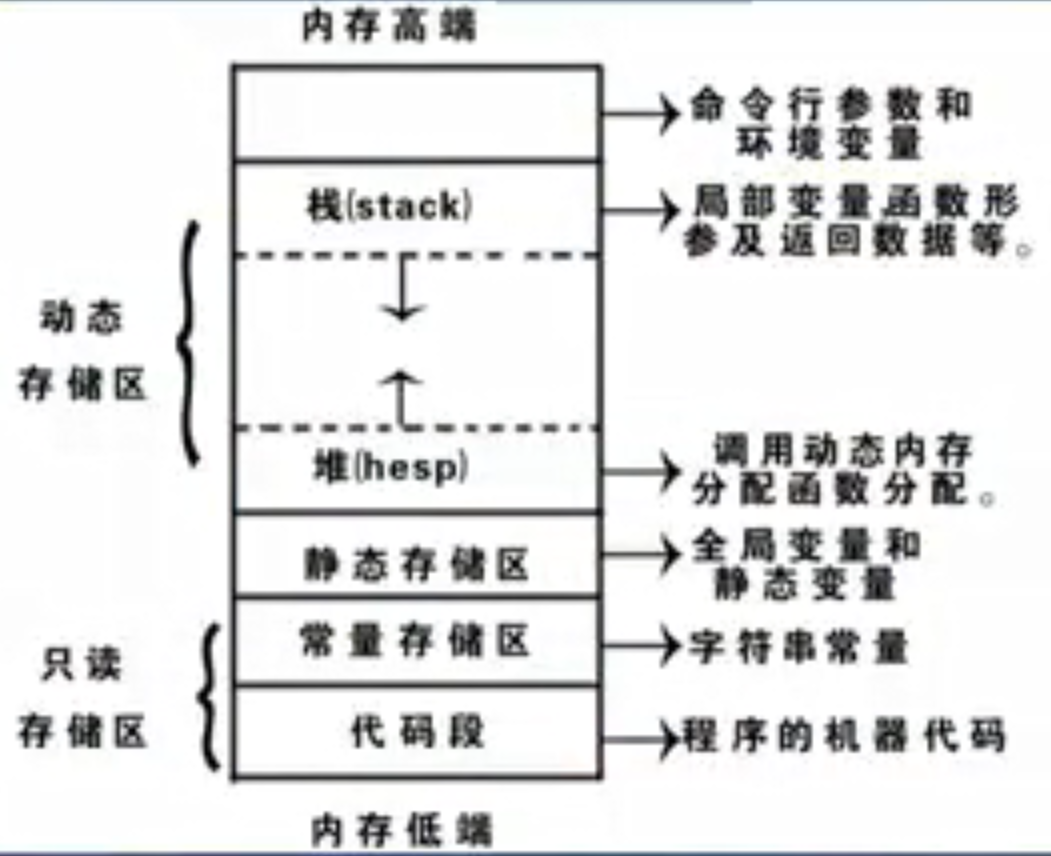 内存高端
命令行参数和
环境变量
栈(stack)
局部变量,函数形
参及返回数据等。
动态
存储区
堆(hesp)
调用动态内存
分配函数分配。
静态存储区
全局变量和
静态变量
只读
存储区
常量存储区
字符串常量
代码段
程序的机器代码
内存低端